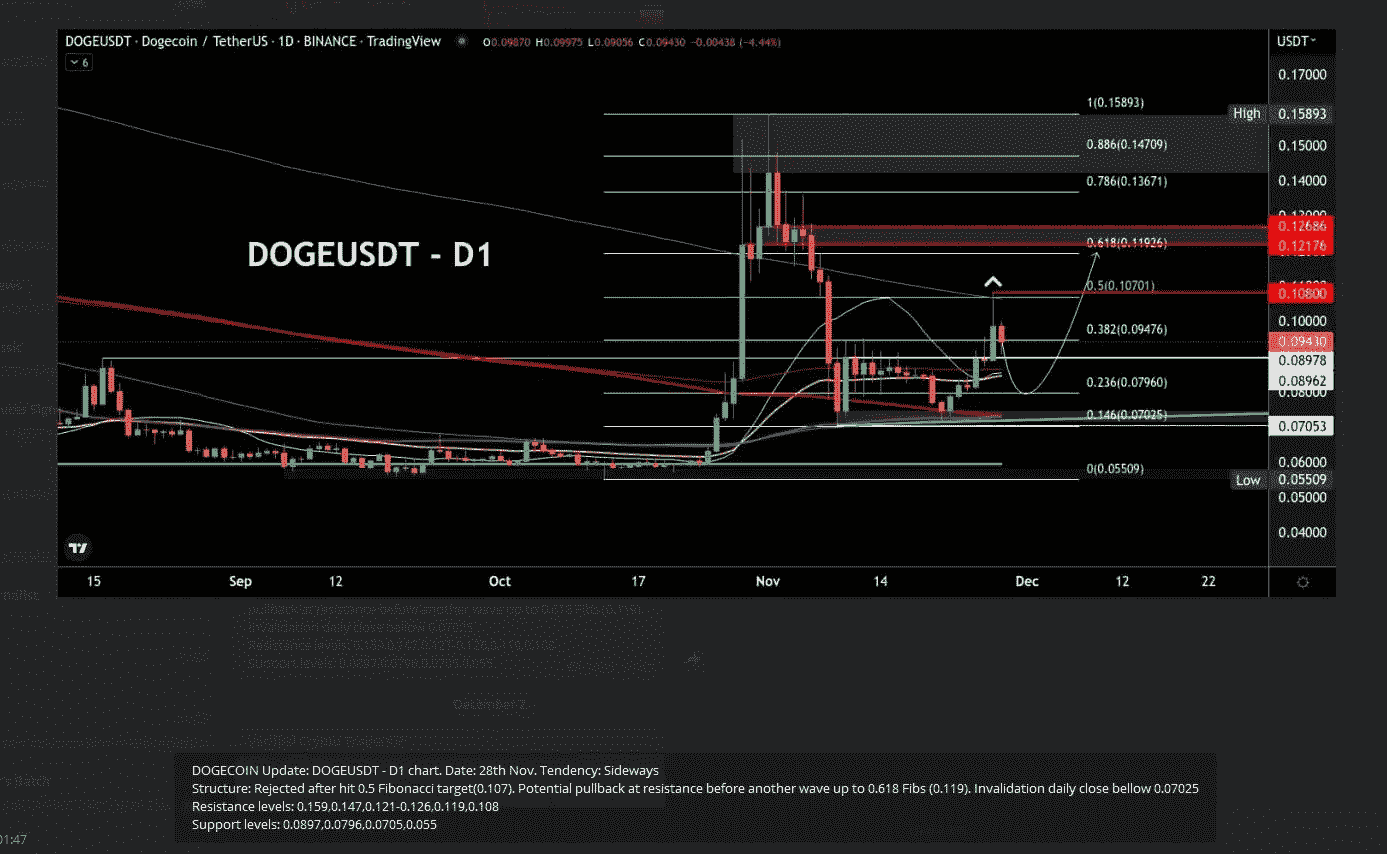 DOGEUSDT · Dogecoin / TetherUS · 1D · BINANCE · TradingView O0.09870 H0.09975 L0.09056 C0.09430 −0.00438 (−4.44%)
USDT
6
0.17000
1(0.15893)
High 0.15893
0.886(0.14709)
0.15000
0.786(0.13671)
0.14000
0.12686
0.618(0.11926)
0.12176
DOGEUSDT - D1
0.5(0.10701)
0.10800
0.10000
0.382(0.09476)
0.09430
0.08978
0.236(0.07960)
0.08962
0.08000
0.146(0.07025)
0.07053
0.06000
0(0.05509)
Low 0.05509
0.05000
0.04000
15 Sep 12 Oct 17 Nov 14 Dec 12 22
DOGECOIN Update: DOGEUSDT - D1 chart. Date: 28th Nov. Tendency: Sideways
Structure: Rejected after hit 0.5 Fibonacci target(0.107). Potential pullback at resistance before another wave up to 0.618 Fibs (0.119). Invalidation daily close bellow 0.07025
Resistance levels: 0.159,0.147,0.121-0.126,0.119,0.108
Support levels: 0.0897,0.0796,0.0705,0.055
01:47